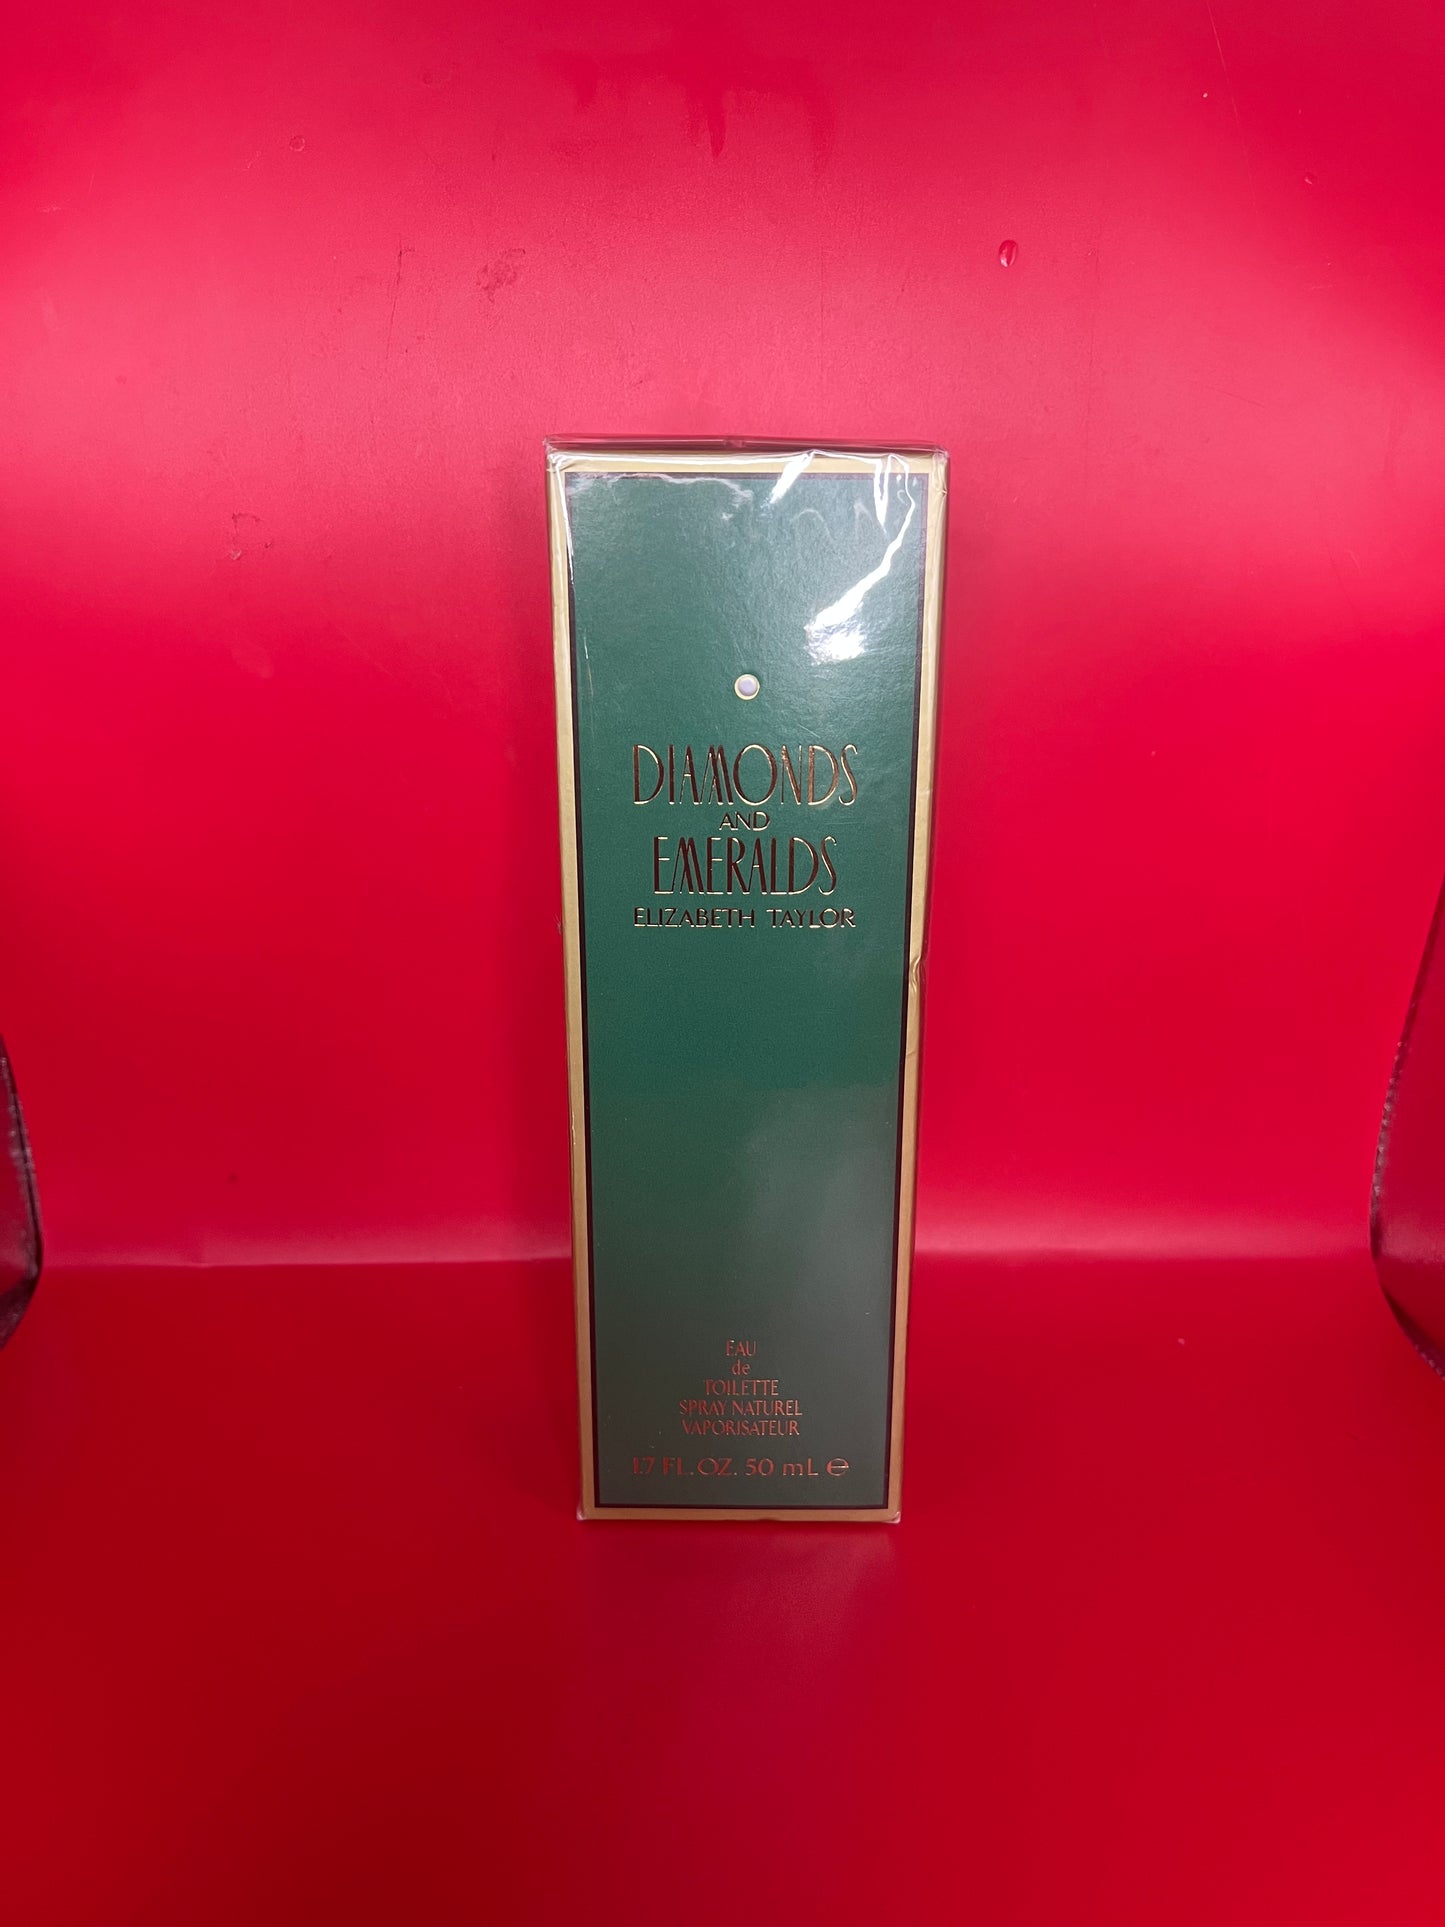 DIAMONDS
AND
EMERALDS
ELIZABETH TAYLOR
EAU
de
TOILETTE
SPRAY NATUREL
VAPORISATEUR
1.7 FL. OZ. 50 mL ℮